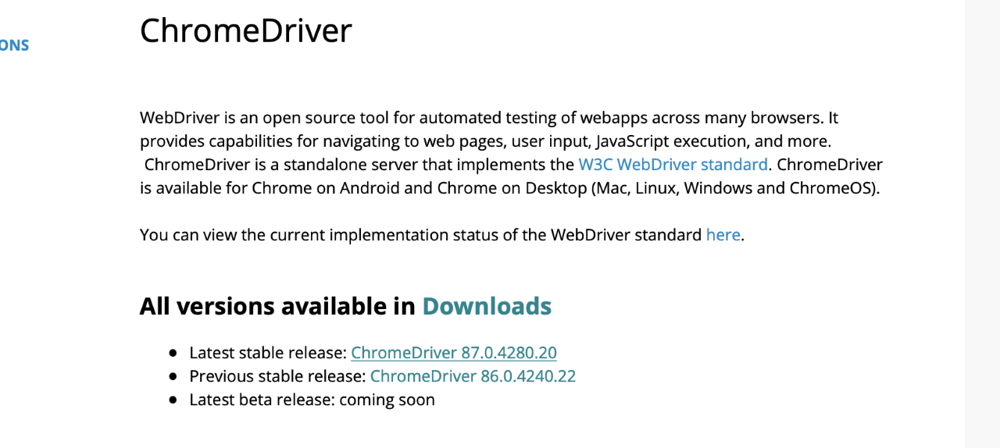 ChromeDriver
ONS
WebDriver is an open source tool for automated testing of webapps across many browsers. It
provides capabilities for navigating to web pages, user input, JavaScript execution, and more.
ChromeDriver is a standalone server that implements the W3C WebDriver standard. ChromeDriver
is available for Chrome on Android and Chrome on Desktop (Mac, Linux, Windows and ChromeOS).
You can view the current implementation status of the WebDriver standard here.
All versions available in Downloads
• Latest stable release: ChromeDriver 87.0.4280.20
• Previous stable release: ChromeDriver 86.0.4240.22
• Latest beta release: coming soon